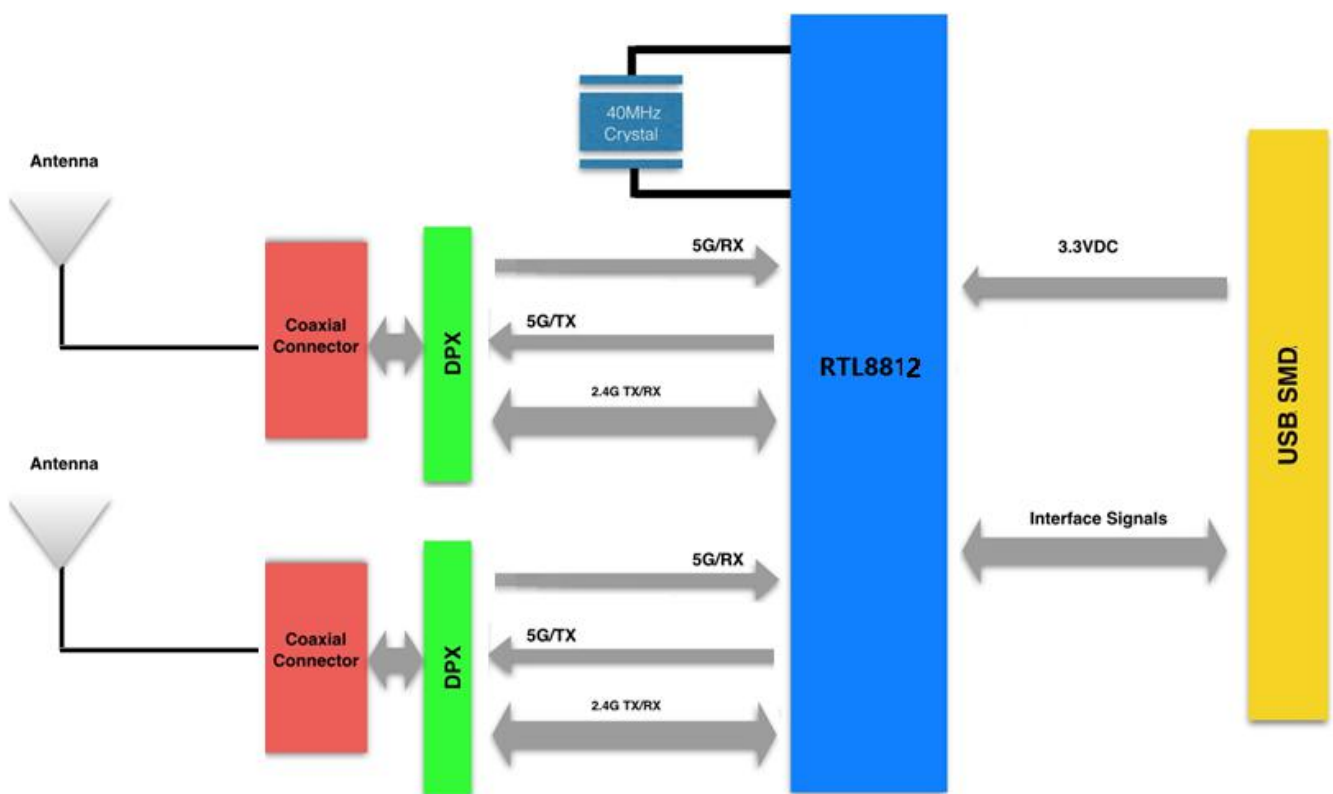 40MHz
Crystal
Antenna
Coaxial
Connector
DPX
5G/RX
5G/TX
2.4G TX/RX
RTL8812
3.3VDC
Interface Signals
USB SMD
Antenna
Coaxial
Connector
DPX
5G/RX
5G/TX
2.4G TX/RX